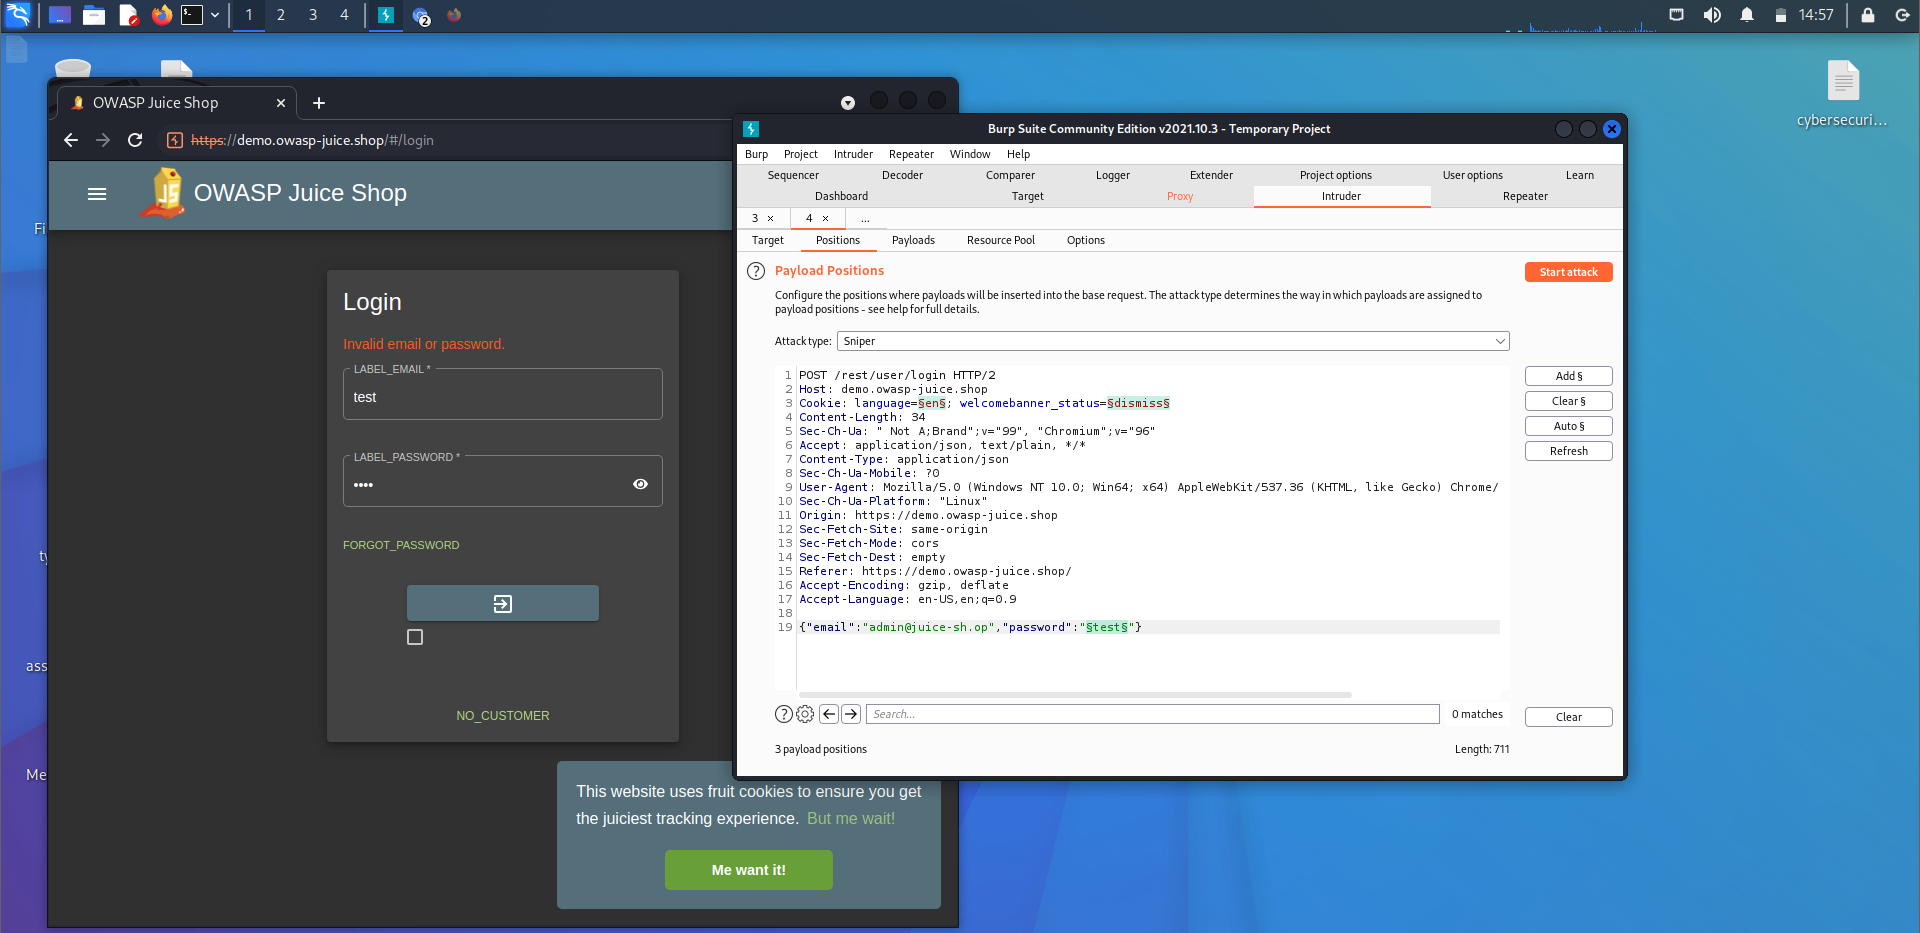 1 2 3 4 2 14:57
cybersecuri...
Fi
ty
ass
Me
OWASP Juice Shop
https://demo.owasp-juice.shop/#/login
OWASP Juice Shop
Login
Invalid email or password.
LABEL_EMAIL *
test
LABEL_PASSWORD *
••••
FORGOT_PASSWORD
NO_CUSTOMER
This website uses fruit cookies to ensure you get
the juiciest tracking experience. But me wait!
Me want it!
Burp Suite Community Edition v2021.10.3 - Temporary Project
Burp Project Intruder Repeater Window Help
Sequencer Decoder Comparer Logger Extender Project options User options Learn
Dashboard Target Proxy Intruder Repeater
3 × 4 × ...
Target Positions Payloads Resource Pool Options
? Payload Positions
Start attack
Configure the positions where payloads will be inserted into the base request. The attack type determines the way in which payloads are assigned to
payload positions - see help for full details.
Attack type: Sniper
1 POST /rest/user/login HTTP/2
2 Host: demo.owasp-juice.shop
3 Cookie: language=§en§; welcomebanner_status=§dismiss§
4 Content-Length: 34
5 Sec-Ch-Ua: " Not A;Brand";v="99", "Chromium";v="96"
6 Accept: application/json, text/plain, */*
7 Content-Type: application/json
8 Sec-Ch-Ua-Mobile: ?0
9 User-Agent: Mozilla/5.0 (Windows NT 10.0; Win64; x64) AppleWebKit/537.36 (KHTML, like Gecko) Chrome/
10 Sec-Ch-Ua-Platform: "Linux"
11 Origin: https://demo.owasp-juice.shop
12 Sec-Fetch-Site: same-origin
13 Sec-Fetch-Mode: cors
14 Sec-Fetch-Dest: empty
15 Referer: https://demo.owasp-juice.shop/
16 Accept-Encoding: gzip, deflate
17 Accept-Language: en-US,en;q=0.9
18
19 {"email":"admin@juice-sh.op","password":"§test§"}
Add §
Clear §
Auto §
Refresh
? Search... 0 matches
Clear
3 payload positions
Length: 711